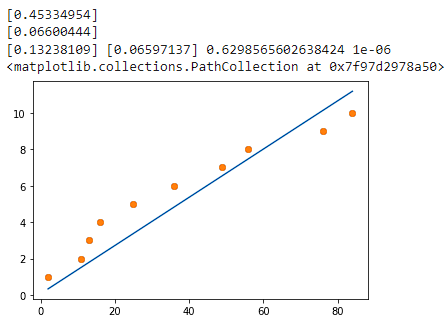 [0.45334954]
[0.06600444]
[0.13238109] [0.06597137] 0.6298565602638424 1e-06
<matplotlib.collections.PathCollection at 0x7f97d2978a50>
10
8
6
4
2
0
0 20 40 60 80